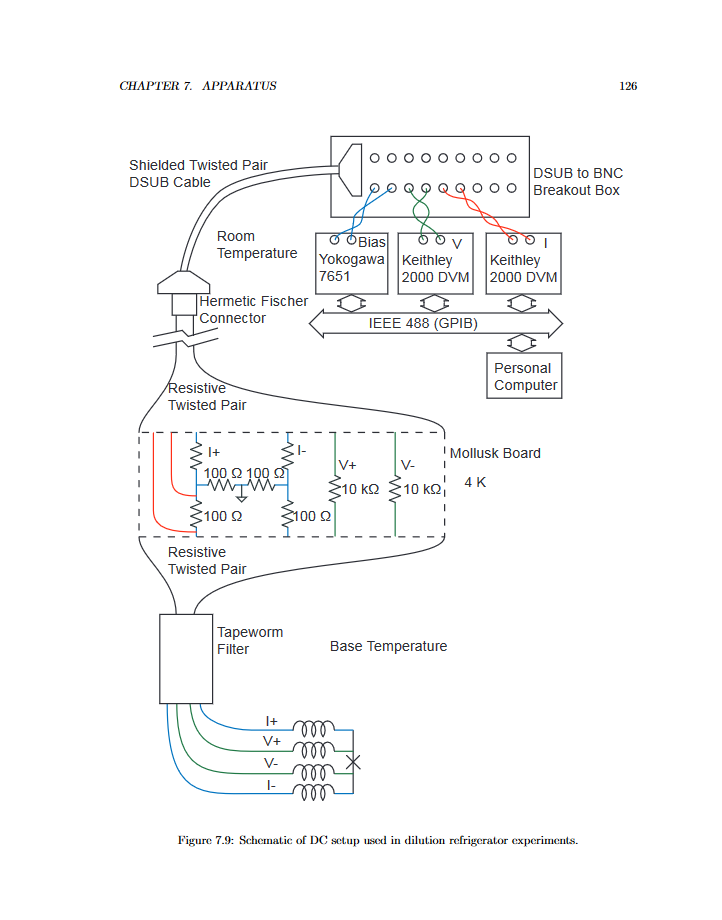 CHAPTER 7. APPARATUS 126
Shielded Twisted Pair
DSUB Cable
DSUB to BNC
Breakout Box
Room
Temperature
Bias
Yokogawa
7651
V
Keithley
2000 DVM
I
Keithley
2000 DVM
Hermetic Fischer
Connector
IEEE 488 (GPIB)
Personal
Computer
Resistive
Twisted Pair
Mollusk Board
4 K
I+
I-
100 Ω 100 Ω
V+
V-
10 kΩ
10 kΩ
100 Ω
100 Ω
Resistive
Twisted Pair
Tapeworm
Filter
Base Temperature
I+
V+
V-
I-
Figure 7.9: Schematic of DC setup used in dilution refrigerator experiments.